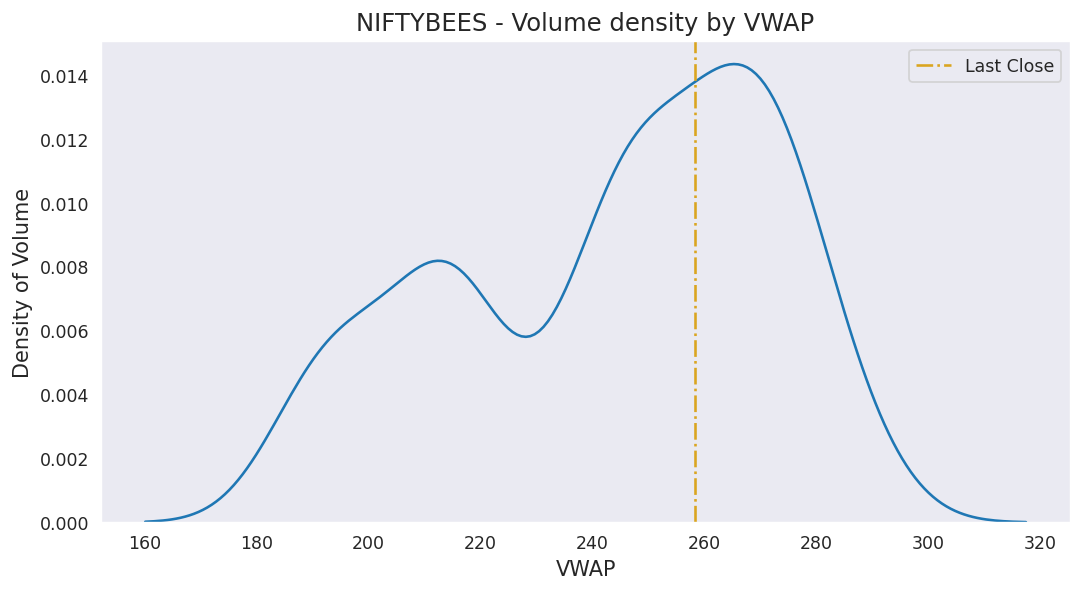 NIFTYBEES - Volume density by VWAP
Last Close
Density of Volume
0.014
0.012
0.010
0.008
0.006
0.004
0.002
0.000
160 180 200 220 240 260 280 300 320
VWAP